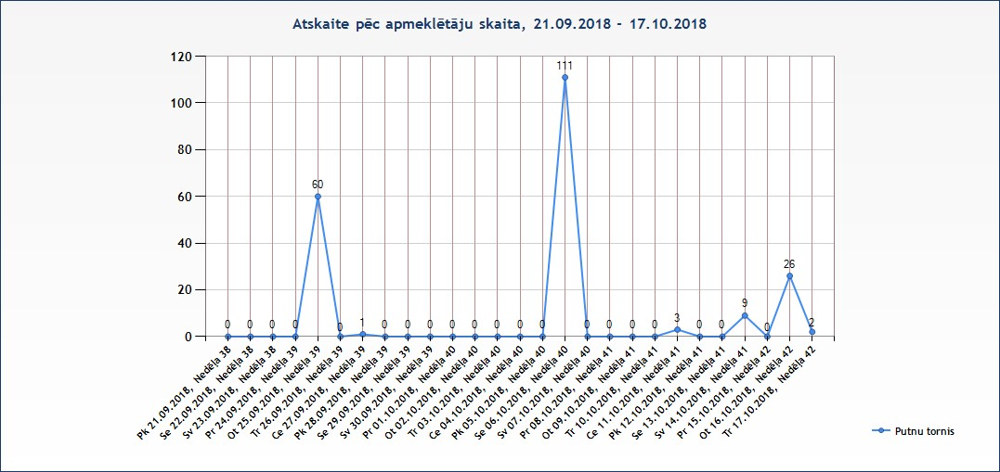 Atskaite pēc apmeklētāju skaita, 21.09.2018 - 17.10.2018
120
100
80
60
40
20
0
0
0
0
0
60
0
1
0
0
0
0
0
0
0
0
111
0
0
0
0
3
0
0
9
0
26
2
Pk 21.09.2018, Nedēļa 38
Se 22.09.2018, Nedēļa 38
Sv 23.09.2018, Nedēļa 38
Pr 24.09.2018, Nedēļa 39
Ot 25.09.2018, Nedēļa 39
Tr 26.09.2018, Nedēļa 39
Ce 27.09.2018, Nedēļa 39
Pk 28.09.2018, Nedēļa 39
Se 29.09.2018, Nedēļa 39
Sv 30.09.2018, Nedēļa 39
Pr 01.10.2018, Nedēļa 40
Ot 02.10.2018, Nedēļa 40
Tr 03.10.2018, Nedēļa 40
Ce 04.10.2018, Nedēļa 40
Pk 05.10.2018, Nedēļa 40
Se 06.10.2018, Nedēļa 40
Sv 07.10.2018, Nedēļa 40
Pr 08.10.2018, Nedēļa 41
Ot 09.10.2018, Nedēļa 41
Tr 10.10.2018, Nedēļa 41
Ce 11.10.2018, Nedēļa 41
Pk 12.10.2018, Nedēļa 41
Se 13.10.2018, Nedēļa 41
Sv 14.10.2018, Nedēļa 41
Pr 15.10.2018, Nedēļa 42
Ot 16.10.2018, Nedēļa 42
Tr 17.10.2018, Nedēļa 42
Putnu tornis